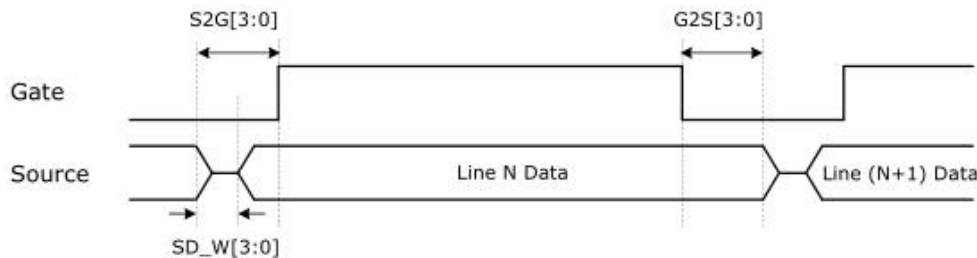 S2G[3:0]
G2S[3:0]
Gate
Source
Line N Data
Line (N+1) Data
SD_W[3:0]